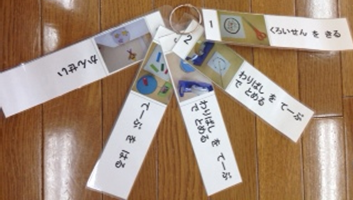 1
くろいせん を きる
2
わりばし を てーぷ
で とめる
わりばし を てーぷ
で とめる
てーぷ を はる
かんせい